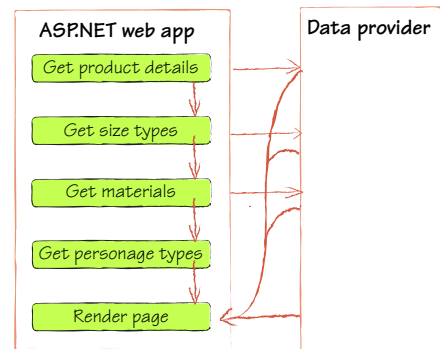 ASP.NET web app
Data provider
Get product details
Get size types
Get materials
Get personage types
Render page